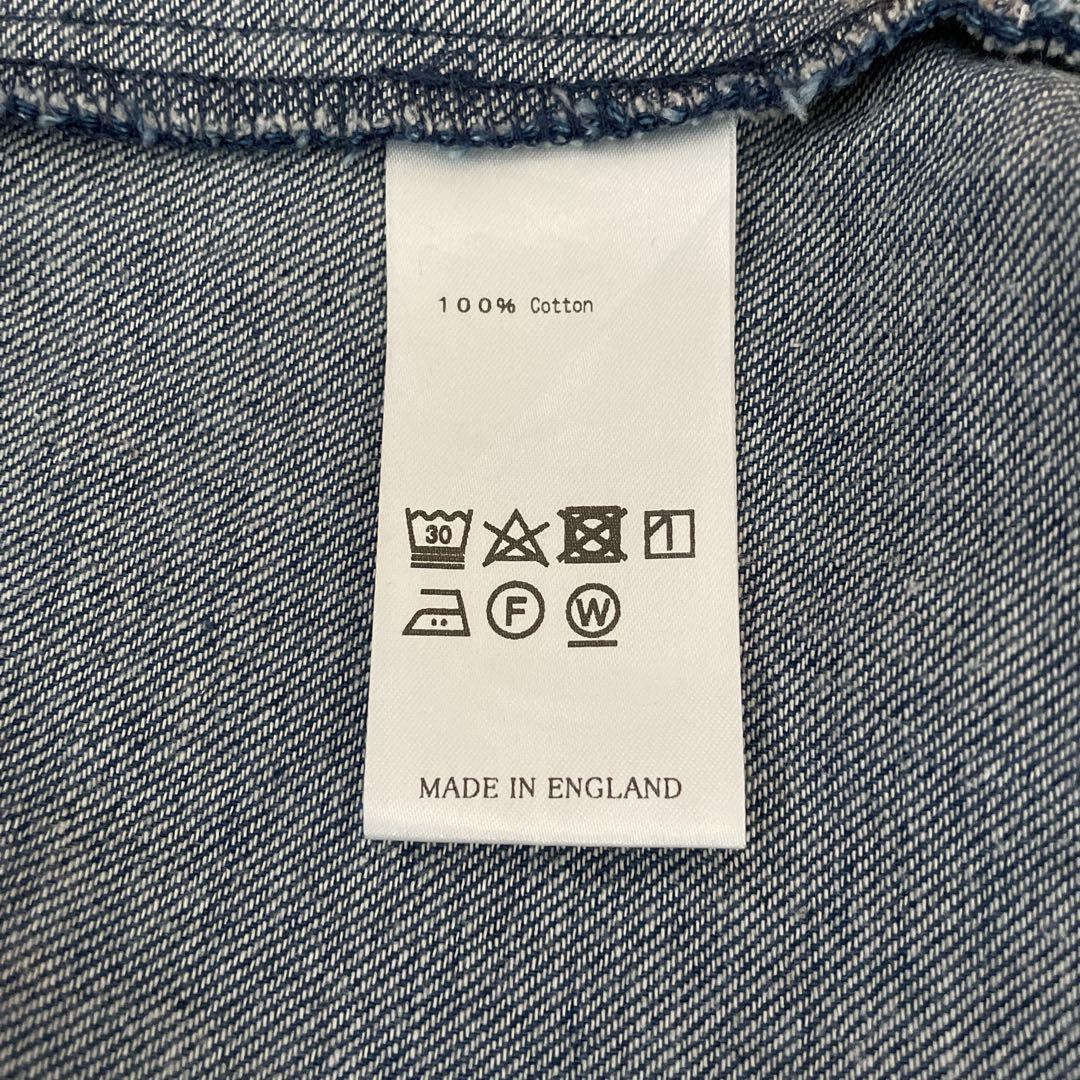 100% Cotton
30
F W
MADE IN ENGLAND